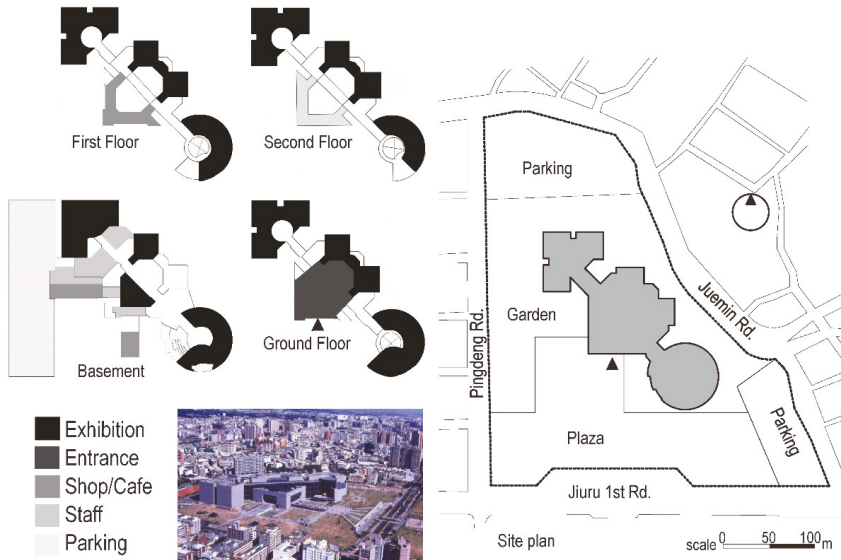 First Floor
Second Floor
Basement
Ground Floor
Exhibition
Entrance
Shop/Cafe
Staff
Parking
Parking
Garden
Pingdeng Rd.
Juemin Rd.
Parking
Plaza
Jiuru 1st Rd.
Site plan
scale 0 50 100 m